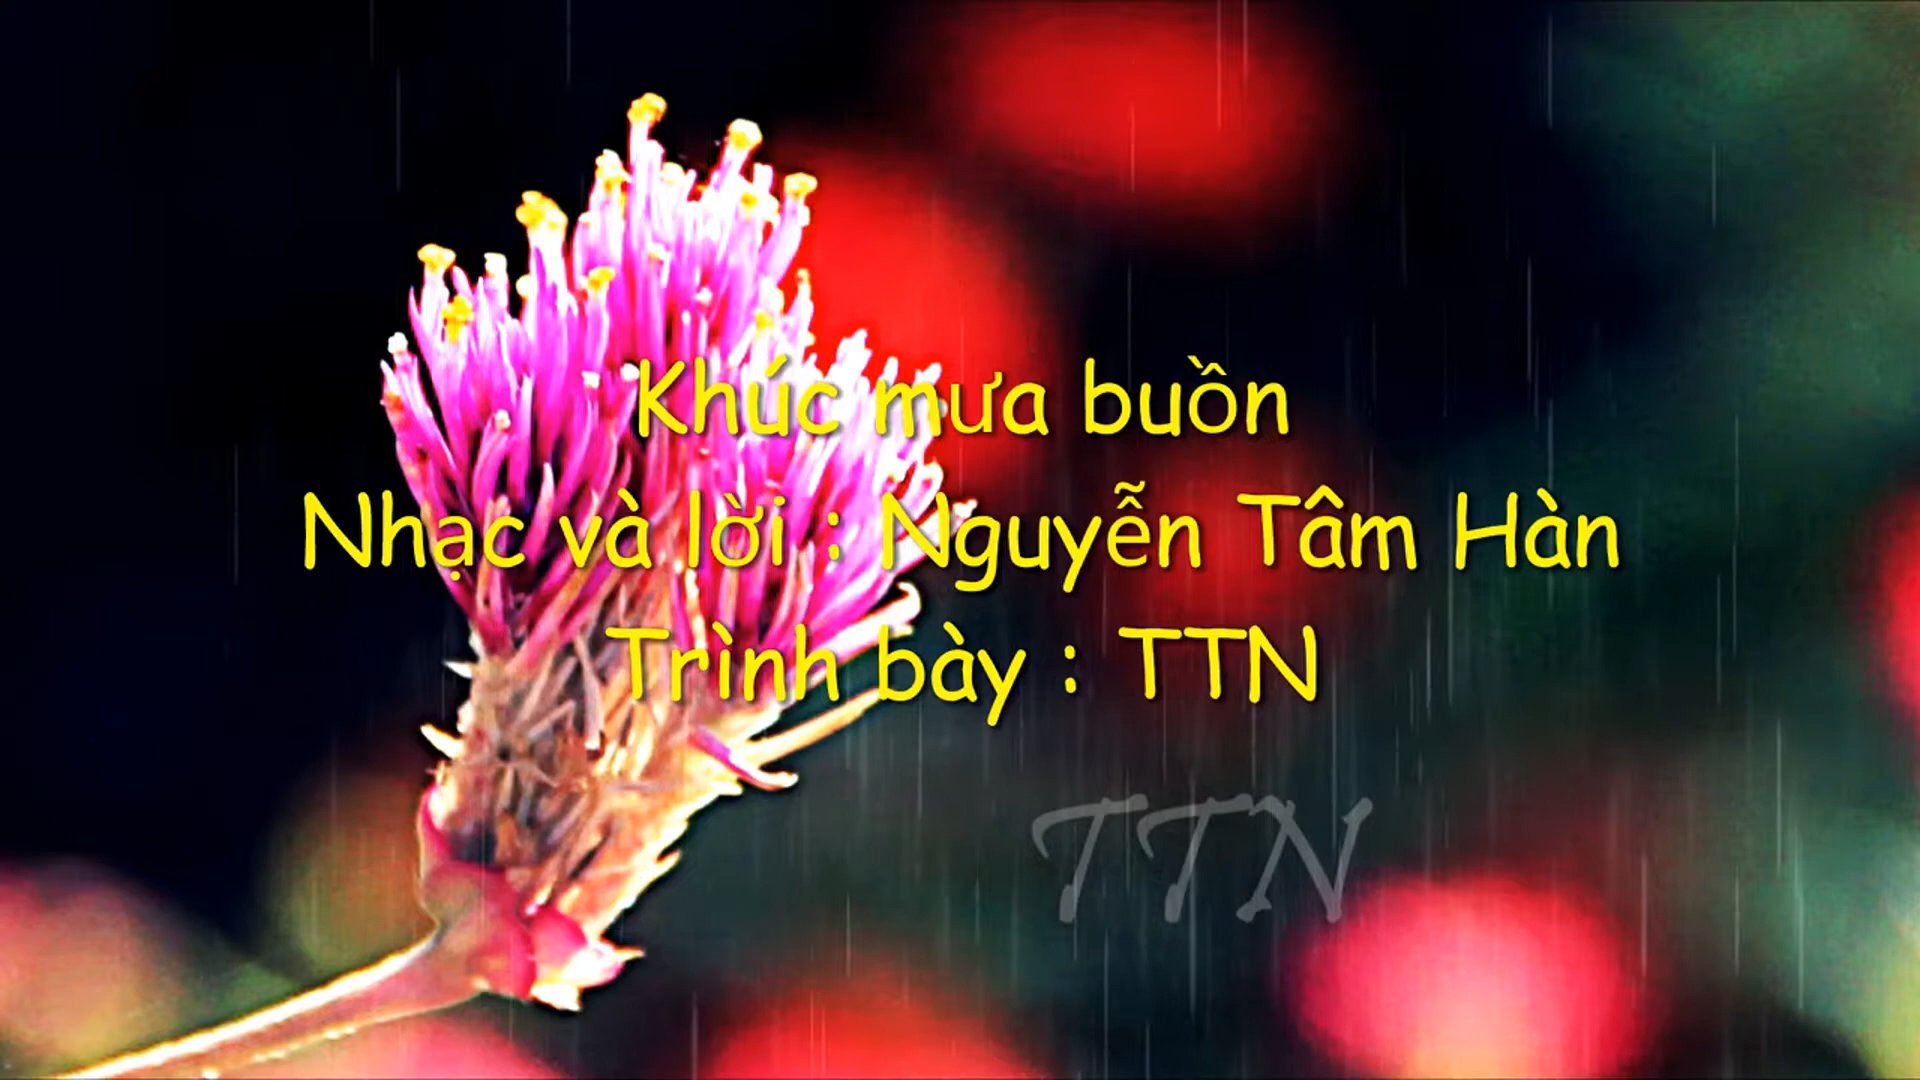 Khúc mưa buồn
Nhạc và lời : Nguyễn Tâm Hàn
Trình bày : TTN
TTN